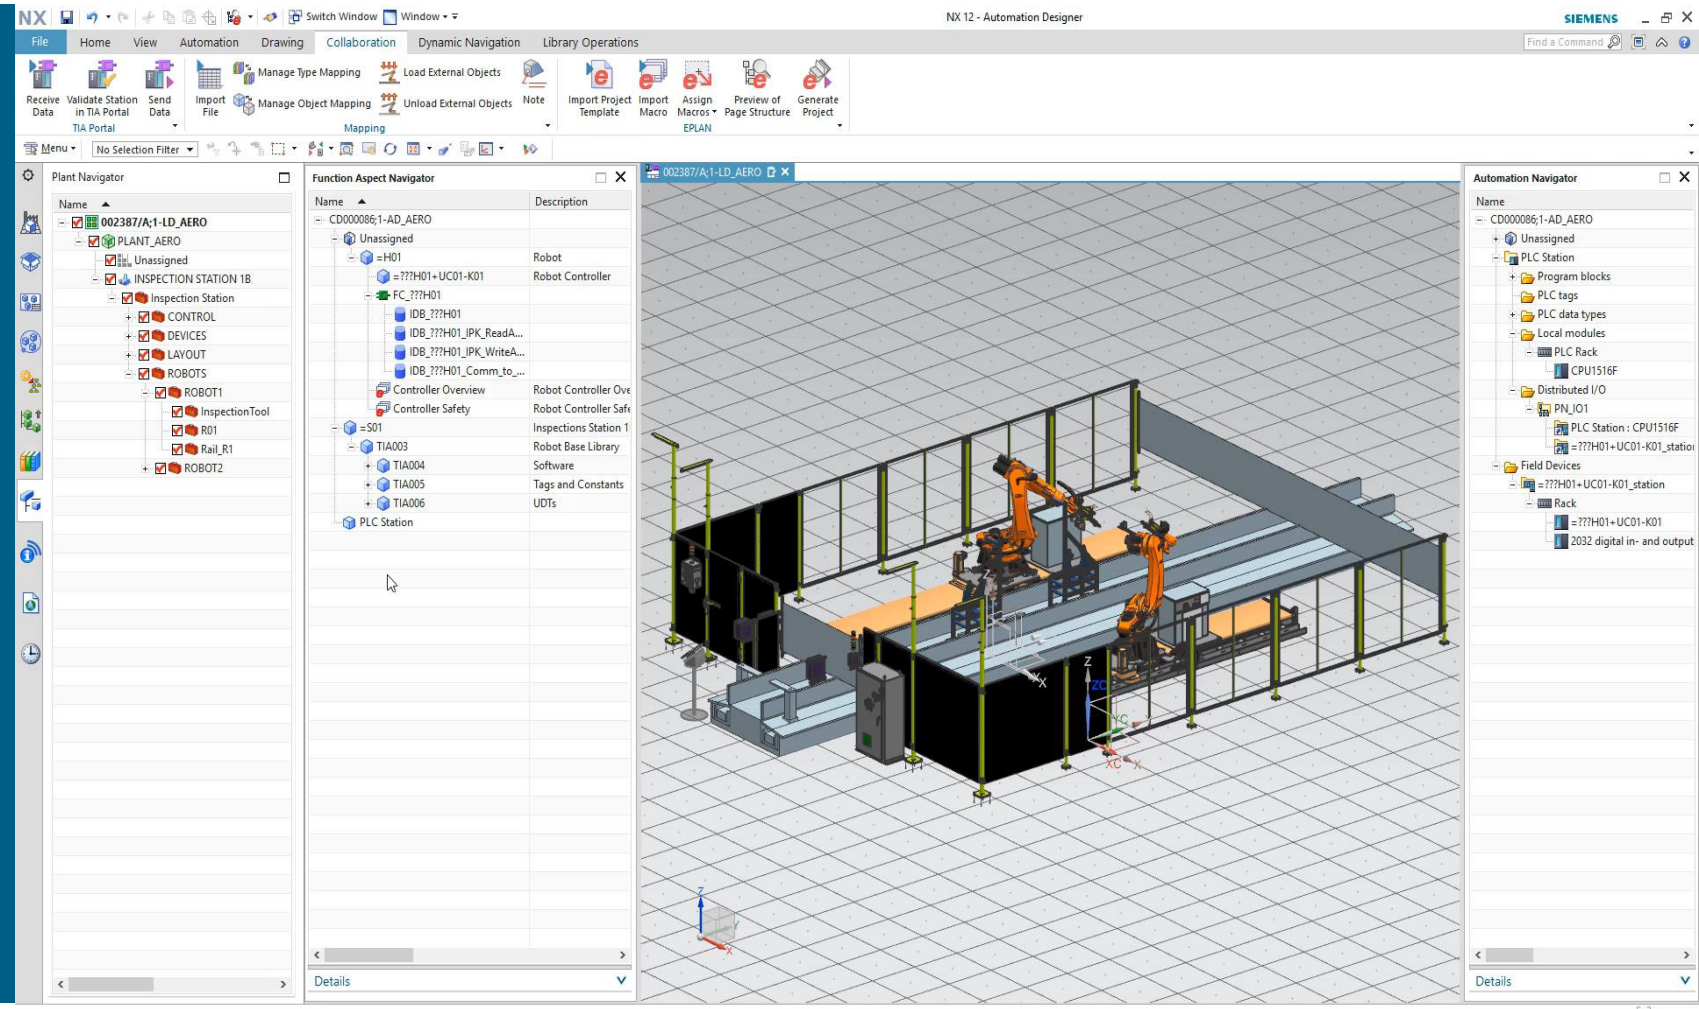 NX
Switch Window
Window
NX 12 - Automation Designer
SIEMENS
File
Home
View
Automation
Drawing
Collaboration
Dynamic Navigation
Library Operations
Find a Command
Receive Data
Validate Station in TIA Portal
Send Data
Import File
Manage Type Mapping
Manage Object Mapping
Load External Objects
Unload External Objects
Note
Import Project Template
Import Macro
Assign Macros
Preview of Page Structure
Generate Project
TIA Portal
Mapping
EPLAN
Menu
No Selection Filter
Plant Navigator
Name
002387/A;1-LD_AERO
PLANT_AERO
Unassigned
INSPECTION STATION 1B
Inspection Station
CONTROL
DEVICES
LAYOUT
ROBOTS
ROBOT1
InspectionTool
R01
Rail_R1
ROBOT2
Function Aspect Navigator
Name
Description
CD000086;1-AD_AERO
Unassigned
=H01
Robot
=???H01+UC01-K01
Robot Controller
FC_???H01
IDB_???H01
IDB_???H01_IPK_ReadA...
IDB_???H01_IPK_WriteA...
IDB_???H01_Comm_to_...
Controller Overview
Robot Controller Ove
Controller Safety
Robot Controller Safe
=S01
Inspections Station 1
TIA003
Robot Base Library
TIA004
Software
TIA005
Tags and Constants
TIA006
UDTs
PLC Station
Details
002387/A;1-LD_AERO
Z
ZC
YC
XC
X
X
Z
Y
X
Automation Navigator
Name
CD000086;1-AD_AERO
Unassigned
PLC Station
Program blocks
PLC tags
PLC data types
Local modules
PLC Rack
CPU1516F
Distributed I/O
PN_IO1
PLC Station : CPU1516F
=???H01+UC01-K01_station
Field Devices
=???H01+UC01-K01_station
Rack
=???H01+UC01-K01
2032 digital in- and output
Details